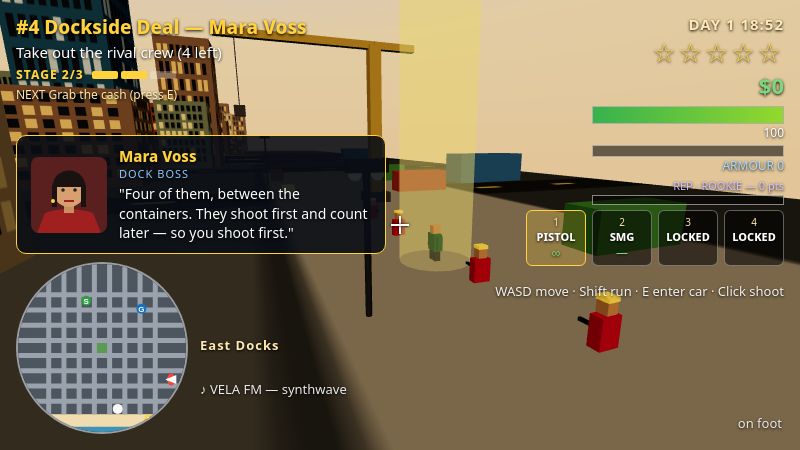 #4 Dockside Deal — Mara Voss
Take out the rival crew (4 left)
STAGE 2/3
NEXT Grab the cash (press E)
DAY 1 18:52
☆☆☆☆☆
$0
100
ARMOUR 0
REP · ROOKIE — 0 pts
Mara Voss
DOCK BOSS
"Four of them, between the
containers. They shoot first and count
later — so you shoot first."
1 2 3 4
PISTOL SMG LOCKED LOCKED
∞ —
WASD move · Shift run · E enter car · Click shoot
S
G
East Docks
♪ VELA FM — synthwave
on foot